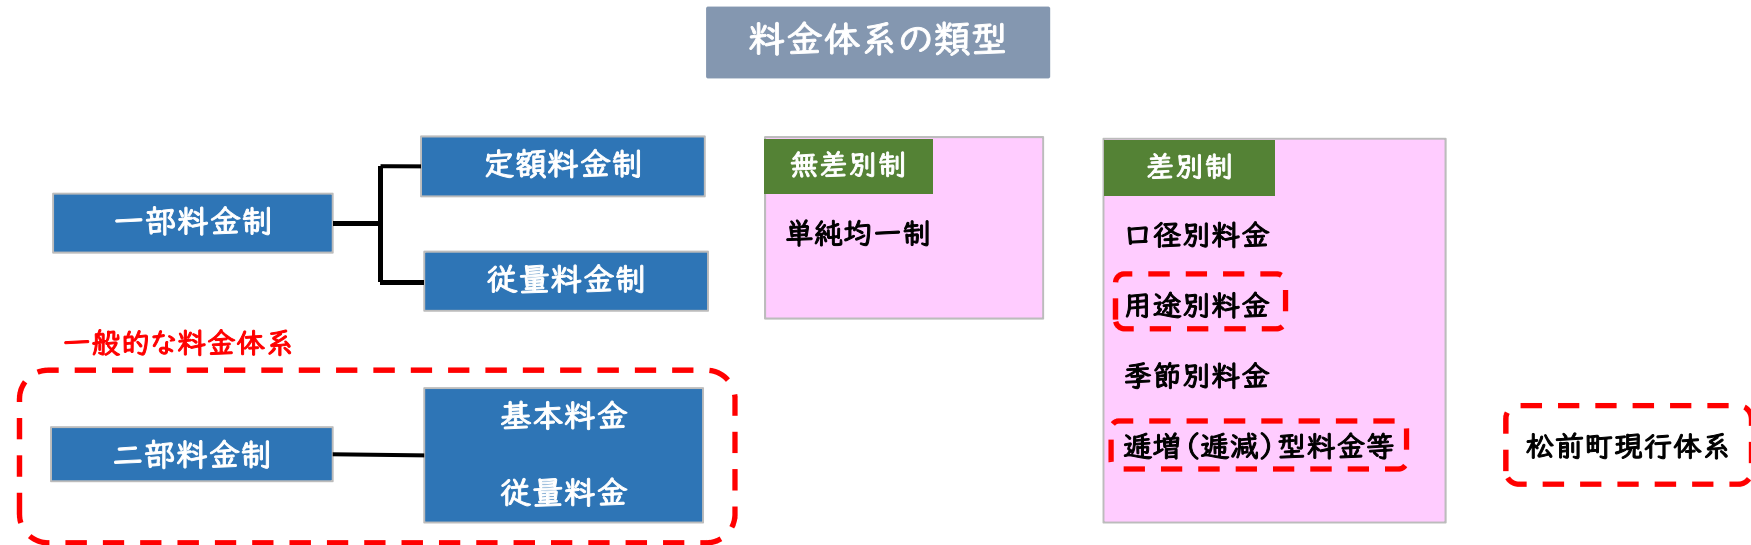 料金体系の類型
一部料金制
定額料金制
従量料金制
一般的な料金体系
二部料金制
基本料金
従量料金
無差別制
単純均一制
差別制
口径別料金
用途別料金
季節別料金
逓増(逓減)型料金等
松前町現行体系